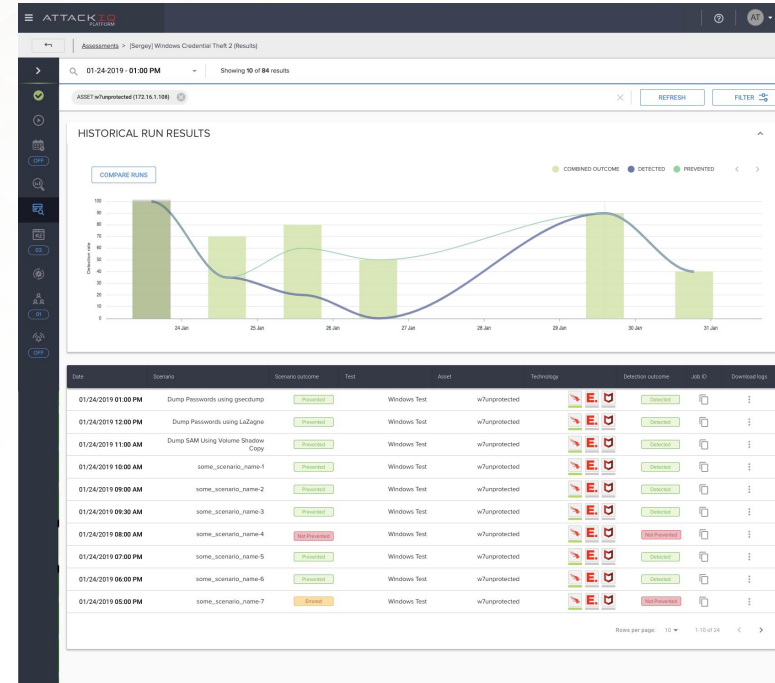 ATTACKIQ
PLATFORM
AT
Assessments > [Sergey] Windows Credential Theft 2 (Results)
01-24-2019 - 01:00 PM
Showing 10 of 84 results
ASSET w7unprotected (172.16.1.108)
REFRESH
FILTER
HISTORICAL RUN RESULTS
COMPARE RUNS
COMBINED OUTCOME DETECTED PREVENTED
Detection rate
100
90
80
70
60
50
40
30
20
10
0
24 Jan 25 Jan 26 Jan 27 Jan 28 Jan 29 Jan 30 Jan 31 Jan
OFF
03
01
OFF
Date Scenario Scenario outcome Test Asset Technology Detection outcome Job ID Download logs
01/24/2019 01:00 PM Dump Passwords using gsecdump Prevented Windows Test w7unprotected E. Detected
01/24/2019 12:00 PM Dump Passwords using LaZagne Prevented Windows Test w7unprotected E. Detected
01/24/2019 11:00 AM Dump SAM Using Volume Shadow Copy Prevented Windows Test w7unprotected E. Detected
01/24/2019 10:00 AM some_scenario_name-1 Prevented Windows Test w7unprotected E. Detected
01/24/2019 09:00 AM some_scenario_name-2 Prevented Windows Test w7unprotected E. Detected
01/24/2019 09:30 AM some_scenario_name-3 Prevented Windows Test w7unprotected E. Detected
01/24/2019 08:00 AM some_scenario_name-4 Not Prevented Windows Test w7unprotected E. Not Prevented
01/24/2019 07:00 PM some_scenario_name-5 Prevented Windows Test w7unprotected E. Detected
01/24/2019 06:00 PM some_scenario_name-6 Prevented Windows Test w7unprotected E. Detected
01/24/2019 05:00 PM some_scenario_name-7 Errored Windows Test w7unprotected E. Not Prevented
Rows per page: 10 1-10 of 24